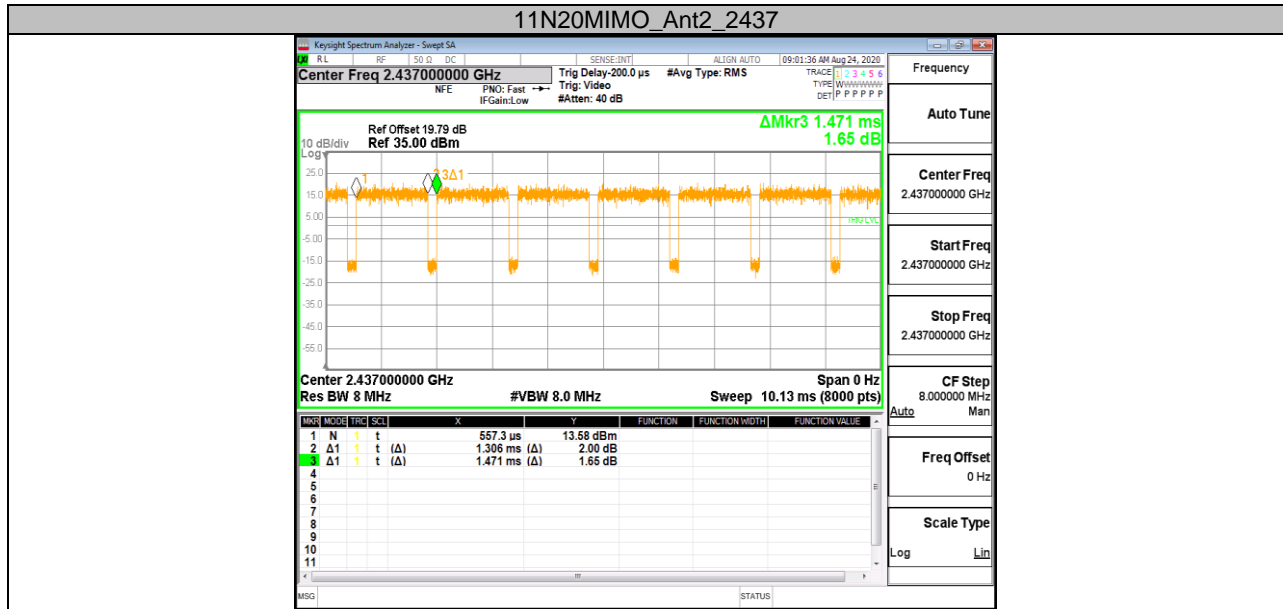 11N20MIMO_Ant2_2437
Keysight Spectrum Analyzer - Swept SA
RL RF 50 Ω DC SENSE:INT ALIGN AUTO 09:01:36 AM Aug 24, 2020
Center Freq 2.437000000 GHz
NFE PNO: Fast
IFGain:Low
Trig Delay-200.0 µs
Trig: Video
#Atten: 40 dB
#Avg Type: RMS
TRACE 1 2 3 4 5 6
TYPE WWWWWW
DET P P P P P P
ΔMkr3 1.471 ms
1.65 dB
Ref Offset 19.79 dB
10 dB/div Ref 35.00 dBm
Log
25.0
15.0
5.00
-5.00
-15.0
-25.0
-35.0
-45.0
-55.0
1
3Δ1
TRIG LVL
Center 2.437000000 GHz Span 0 Hz
Res BW 8 MHz #VBW 8.0 MHz Sweep 10.13 ms (8000 pts)
MKR MODE TRC SCL X Y FUNCTION FUNCTION WIDTH FUNCTION VALUE
1 N 1 t 557.3 µs 13.58 dBm
2 Δ1 1 t (Δ) 1.306 ms (Δ) 2.00 dB
3 Δ1 1 t (Δ) 1.471 ms (Δ) 1.65 dB
4
5
6
7
8
9
10
11
MSG STATUS
Frequency
Auto Tune
Center Freq
2.437000000 GHz
Start Freq
2.437000000 GHz
Stop Freq
2.437000000 GHz
CF Step
8.000000 MHz
Auto Man
Freq Offset
0 Hz
Scale Type
Log Lin